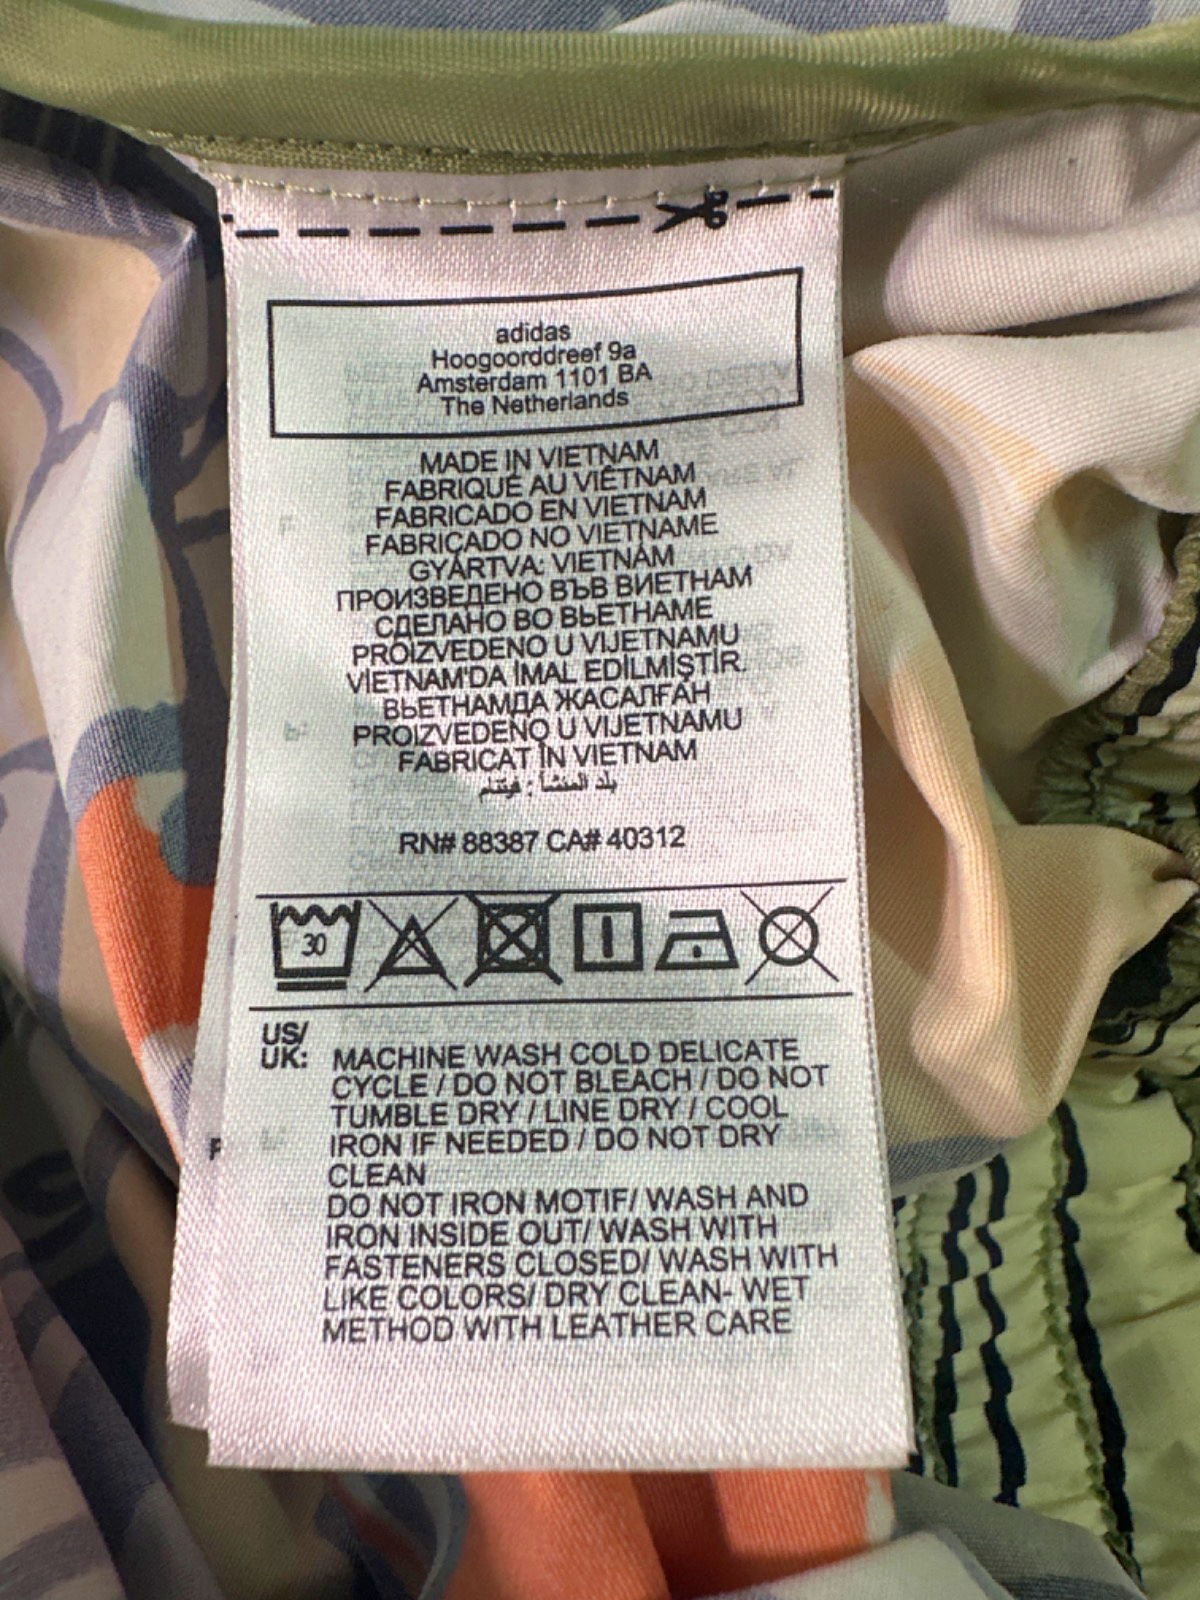 adidas
Hoogoorddreef 9a
Amsterdam 1101 BA
The Netherlands
MADE IN VIETNAM
FABRIQUÉ AU VIÊTNAM
FABRICADO EN VIETNAM
FABRICADO NO VIETNAME
GYÁRTVA: VIETNÁM
ПРОИЗВЕДЕНО ВЪВ ВИЕТНАМ
СДЕЛАНО ВО ВЬЕТНАМЕ
PROIZVEDENO U VIJETNAMU
VİETNAM'DA İMAL EDİLMİŞTİR.
ВЬЕТНАМДА ЖАСАЛҒАН
PROIZVEDENO U VIJETNAMU
FABRICAT ÎN VIETNAM
بلد المنشأ : فيتنام
RN# 88387 CA# 40312
30
US/
UK: MACHINE WASH COLD DELICATE
CYCLE / DO NOT BLEACH / DO NOT
TUMBLE DRY / LINE DRY / COOL
IRON IF NEEDED / DO NOT DRY
CLEAN
DO NOT IRON MOTIF/ WASH AND
IRON INSIDE OUT/ WASH WITH
FASTENERS CLOSED/ WASH WITH
LIKE COLORS/ DRY CLEAN- WET
METHOD WITH LEATHER CARE